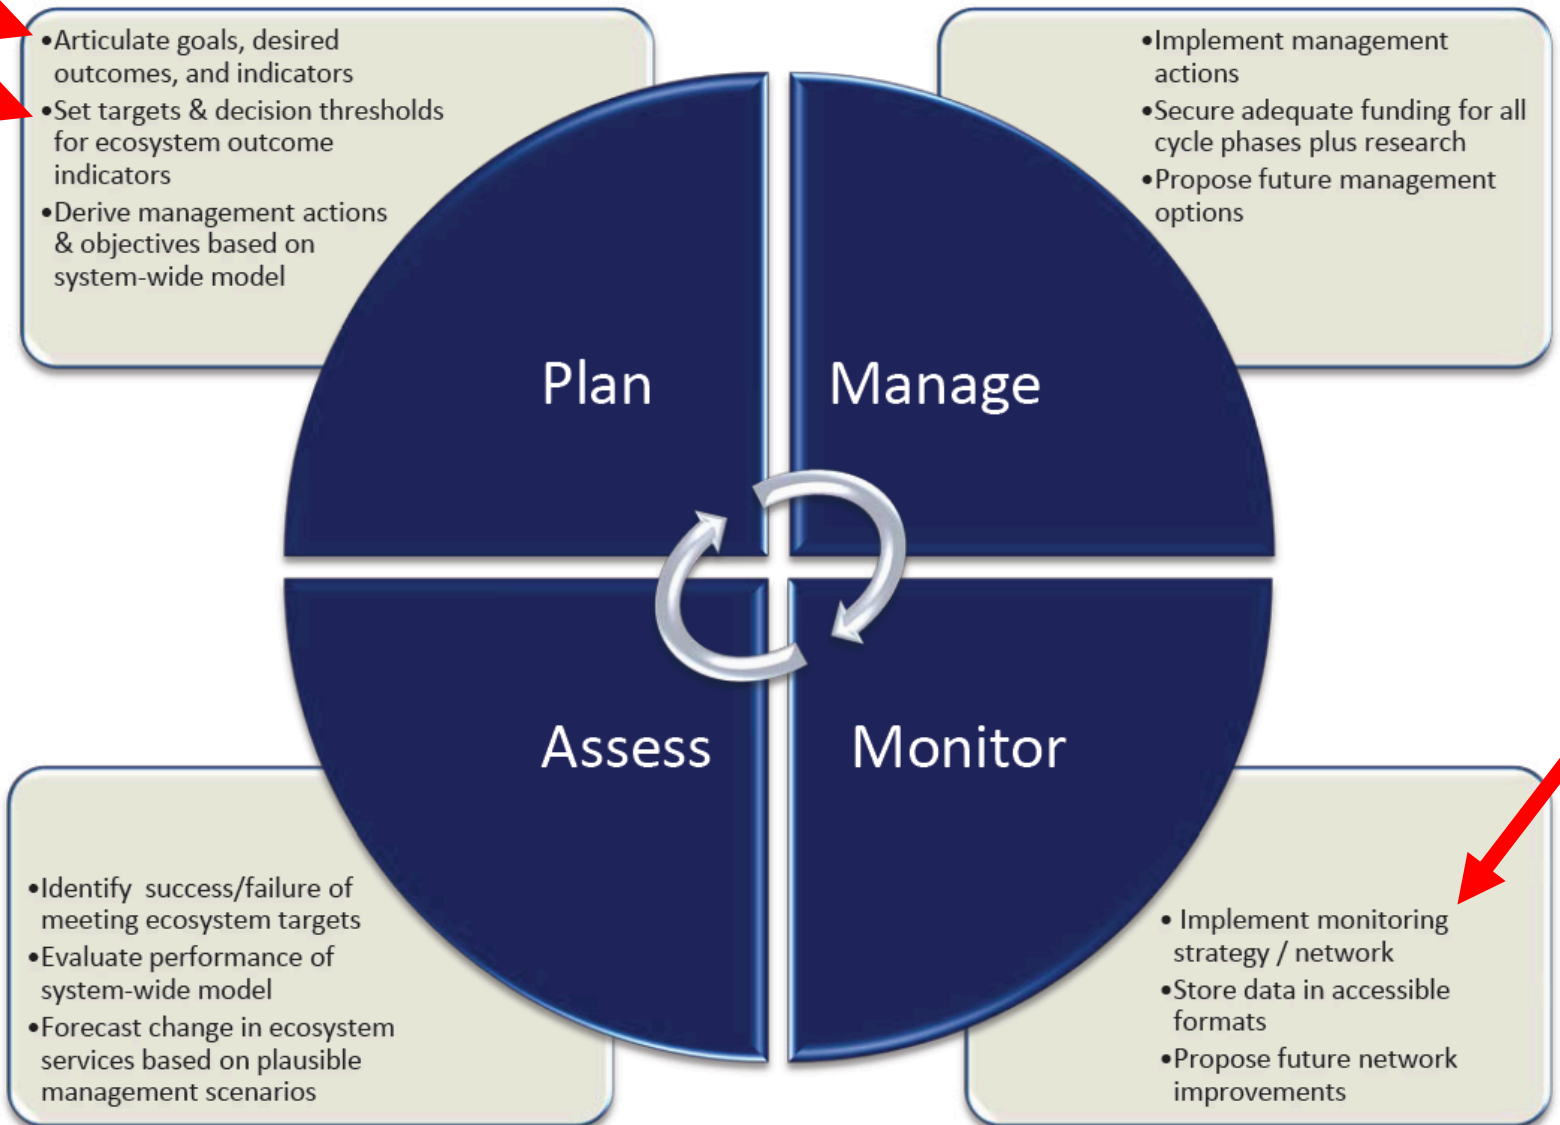 •Articulate goals, desired
outcomes, and indicators
•Set targets & decision thresholds
for ecosystem outcome
indicators
•Derive management actions
& objectives based on
system-wide model
•Implement management
actions
•Secure adequate funding for all
cycle phases plus research
•Propose future management
options
Plan
Manage
Assess
Monitor
•Identify success/failure of
meeting ecosystem targets
•Evaluate performance of
system-wide model
•Forecast change in ecosystem
services based on plausible
management scenarios
• Implement monitoring
strategy / network
•Store data in accessible
formats
•Propose future network
improvements